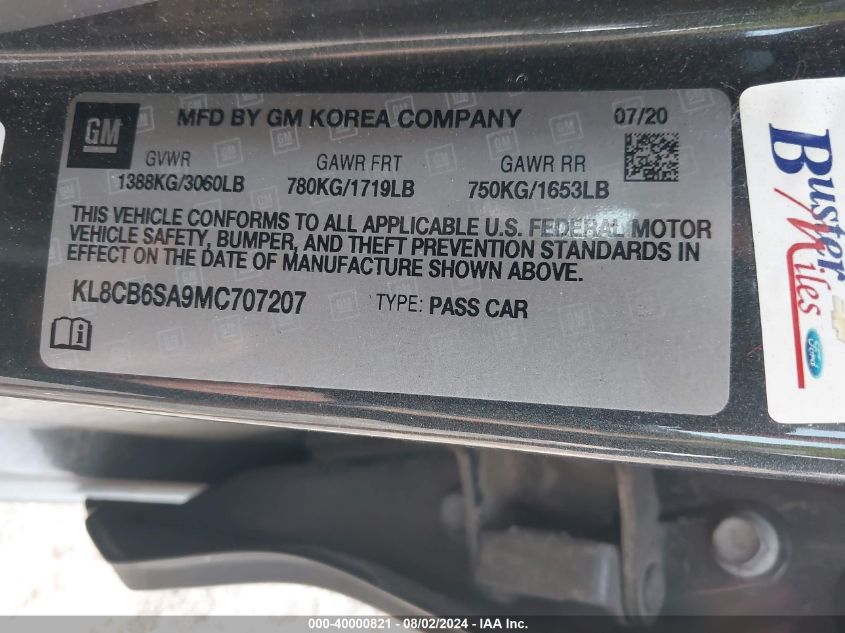 GM
MFD BY GM KOREA COMPANY 07/20
GVWR GAWR FRT GAWR RR
1388KG/3060LB 780KG/1719LB 750KG/1653LB
THIS VEHICLE CONFORMS TO ALL APPLICABLE U.S. FEDERAL MOTOR
VEHICLE SAFETY, BUMPER, AND THEFT PREVENTION STANDARDS IN
EFFECT ON THE DATE OF MANUFACTURE SHOWN ABOVE.
KL8CB6SA9MC707207 TYPE: PASS CAR
Buster
Miles
Ford
000-40000821 - 08/02/2024 - Copyright © IAA, Inc.